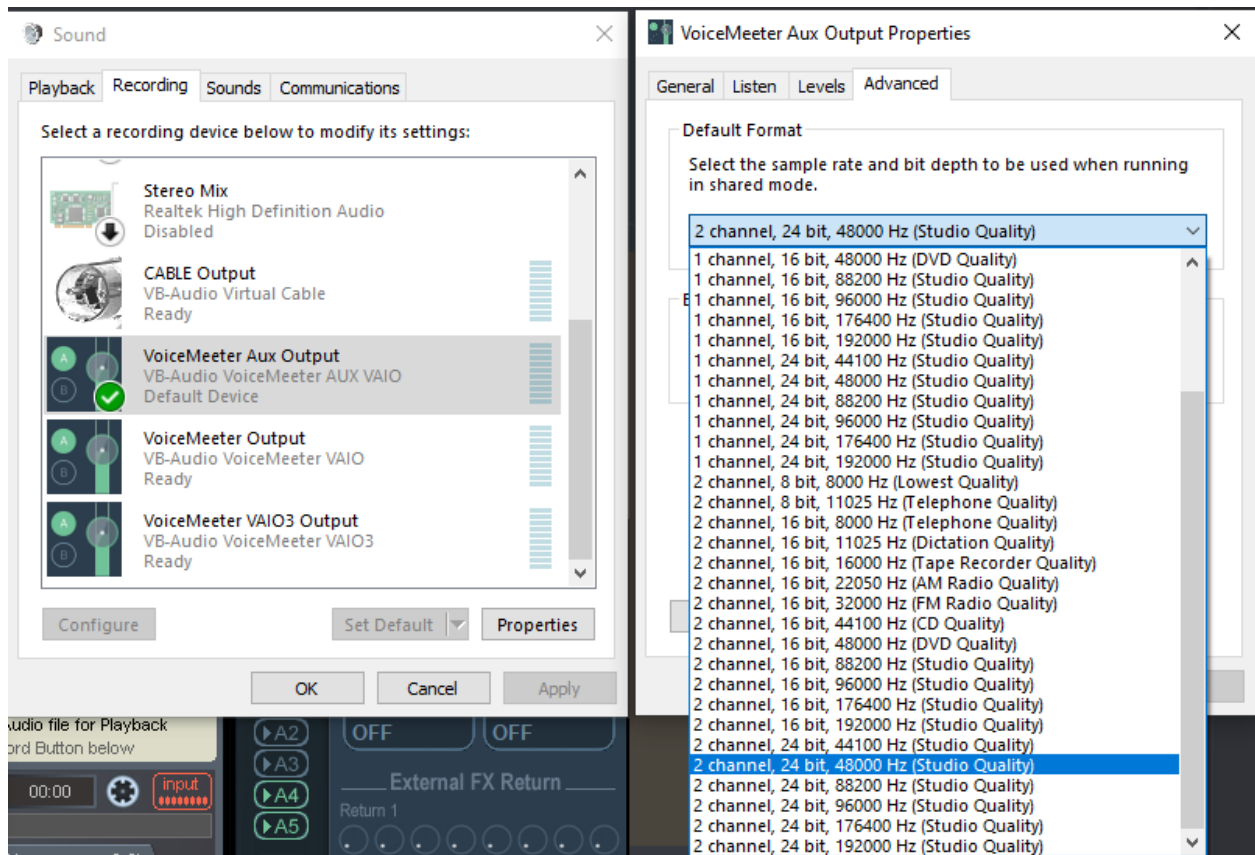 Sound
Playback
Recording
Sounds
Communications
Select a recording device below to modify its settings:
Stereo Mix
Realtek High Definition Audio
Disabled
CABLE Output
VB-Audio Virtual Cable
Ready
A
B
VoiceMeeter Aux Output
VB-Audio VoiceMeeter AUX VAIO
Default Device
A
B
VoiceMeeter Output
VB-Audio VoiceMeeter VAIO
Ready
A
B
VoiceMeeter VAIO3 Output
VB-Audio VoiceMeeter VAIO3
Ready
Configure
Set Default
Properties
OK
Cancel
Apply
Audio file for Playback
Button below
00:00
input
A2
A3
A4
A5
OFF
OFF
External FX Return
Return 1
VoiceMeeter Aux Output Properties
General
Listen
Levels
Advanced
Default Format
Select the sample rate and bit depth to be used when running
in shared mode.
2 channel, 24 bit, 48000 Hz (Studio Quality)
1 channel, 16 bit, 48000 Hz (DVD Quality)
1 channel, 16 bit, 88200 Hz (Studio Quality)
1 channel, 16 bit, 96000 Hz (Studio Quality)
1 channel, 16 bit, 176400 Hz (Studio Quality)
1 channel, 16 bit, 192000 Hz (Studio Quality)
1 channel, 24 bit, 44100 Hz (Studio Quality)
1 channel, 24 bit, 48000 Hz (Studio Quality)
1 channel, 24 bit, 88200 Hz (Studio Quality)
1 channel, 24 bit, 96000 Hz (Studio Quality)
1 channel, 24 bit, 176400 Hz (Studio Quality)
1 channel, 24 bit, 192000 Hz (Studio Quality)
2 channel, 8 bit, 8000 Hz (Lowest Quality)
2 channel, 8 bit, 11025 Hz (Telephone Quality)
2 channel, 16 bit, 8000 Hz (Telephone Quality)
2 channel, 16 bit, 11025 Hz (Dictation Quality)
2 channel, 16 bit, 16000 Hz (Tape Recorder Quality)
2 channel, 16 bit, 22050 Hz (AM Radio Quality)
2 channel, 16 bit, 32000 Hz (FM Radio Quality)
2 channel, 16 bit, 44100 Hz (CD Quality)
2 channel, 16 bit, 48000 Hz (DVD Quality)
2 channel, 16 bit, 88200 Hz (Studio Quality)
2 channel, 16 bit, 96000 Hz (Studio Quality)
2 channel, 16 bit, 176400 Hz (Studio Quality)
2 channel, 16 bit, 192000 Hz (Studio Quality)
2 channel, 24 bit, 44100 Hz (Studio Quality)
2 channel, 24 bit, 48000 Hz (Studio Quality)
2 channel, 24 bit, 88200 Hz (Studio Quality)
2 channel, 24 bit, 96000 Hz (Studio Quality)
2 channel, 24 bit, 176400 Hz (Studio Quality)
2 channel, 24 bit, 192000 Hz (Studio Quality)